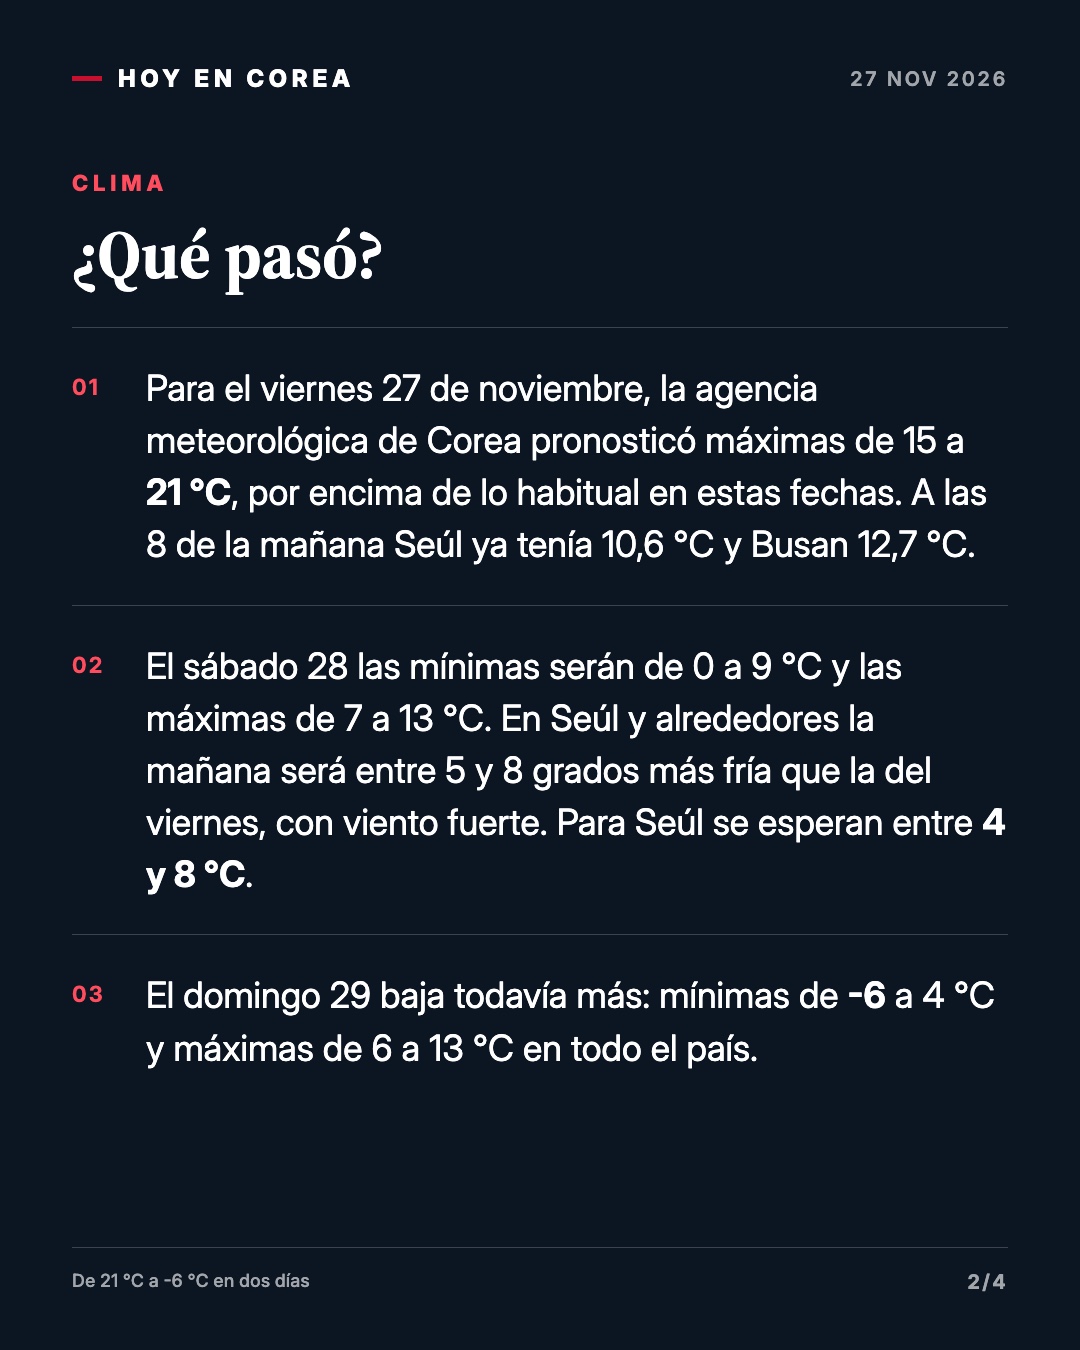 HOY EN COREA
27 NOV 2026
CLIMA
¿Qué pasó?
01
Para el viernes 27 de noviembre, la agencia
meteorológica de Corea pronosticó máximas de 15 a
21 °C, por encima de lo habitual en estas fechas. A las
8 de la mañana Seúl ya tenía 10,6 °C y Busan 12,7 °C.
02
El sábado 28 las mínimas serán de 0 a 9 °C y las
máximas de 7 a 13 °C. En Seúl y alrededores la
mañana será entre 5 y 8 grados más fría que la del
viernes, con viento fuerte. Para Seúl se esperan entre 4
y 8 °C.
03
El domingo 29 baja todavía más: mínimas de -6 a 4 °C
y máximas de 6 a 13 °C en todo el país.
De 21 °C a -6 °C en dos días
2/4